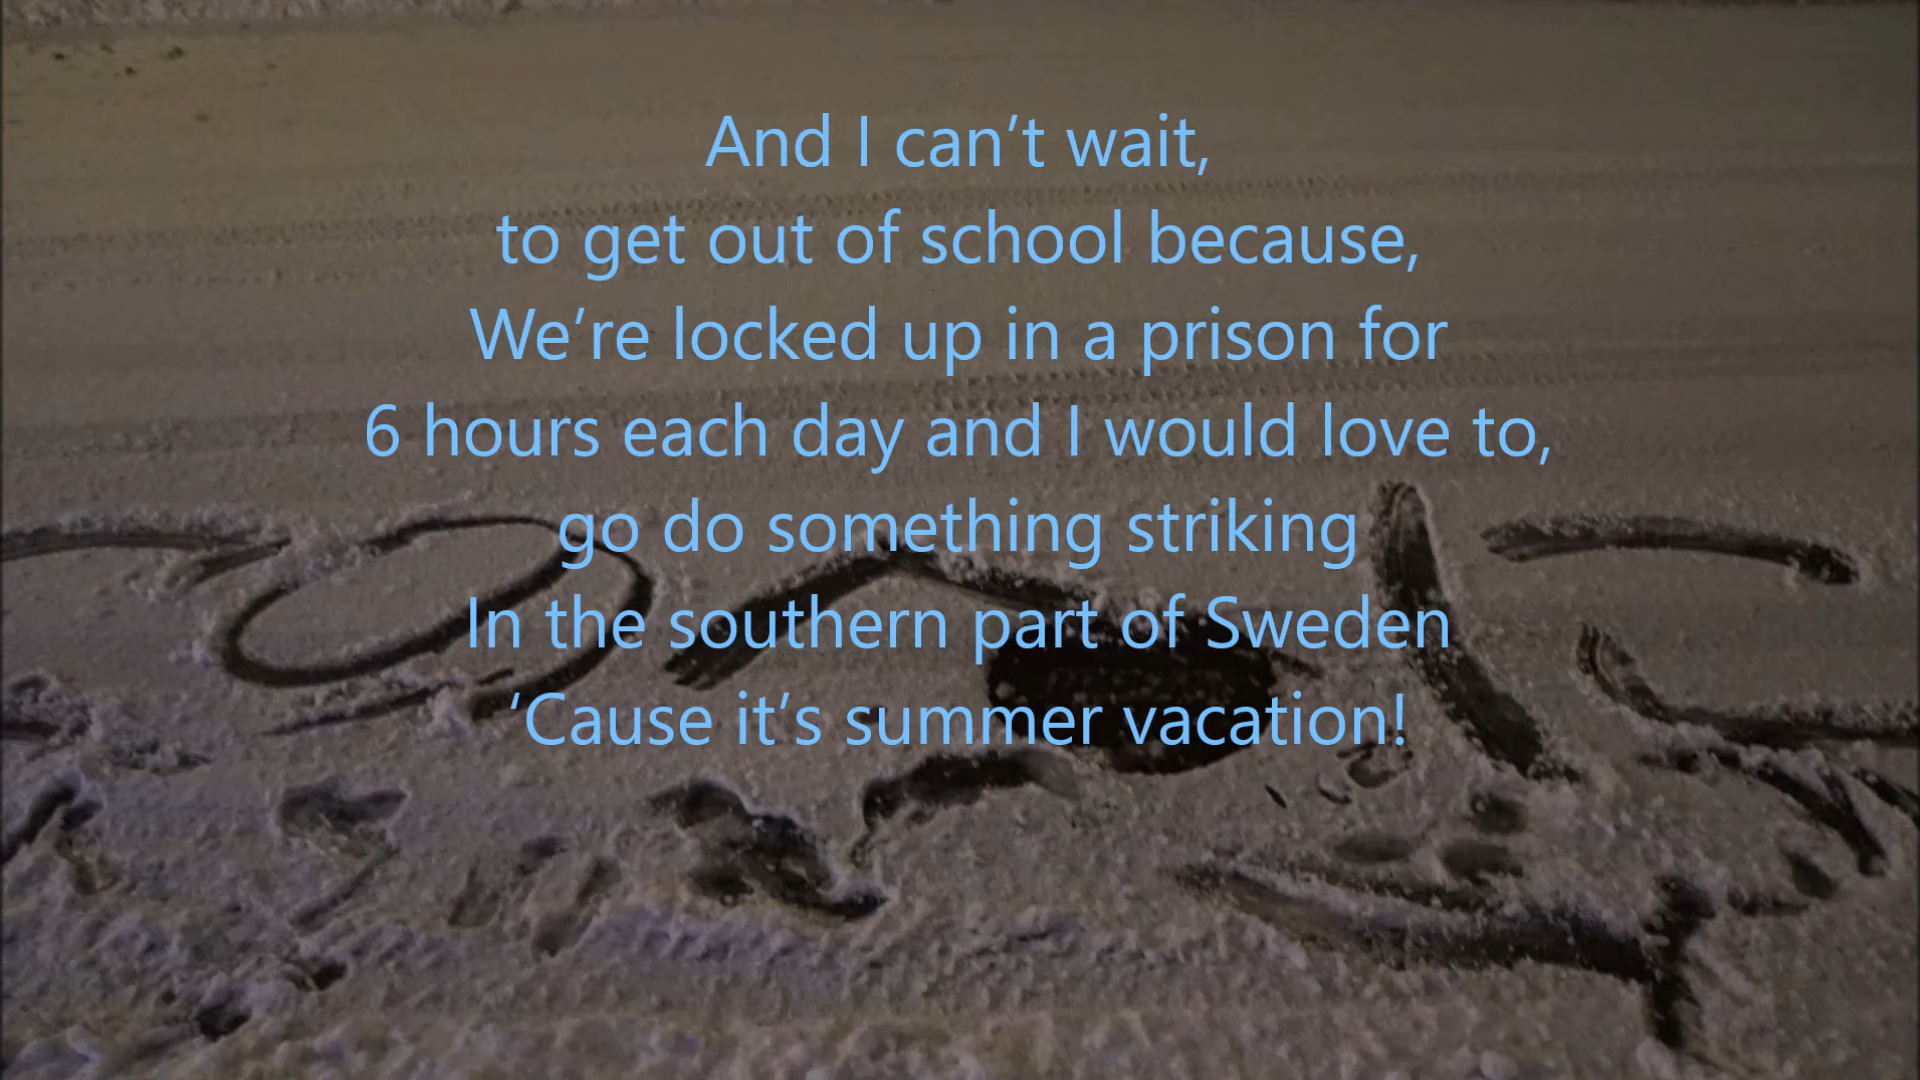 And I can’t wait,
to get out of school because,
We’re locked up in a prison for
6 hours each day and I would love to,
go do something striking
In the southern part of Sweden
‘Cause it’s summer vacation!